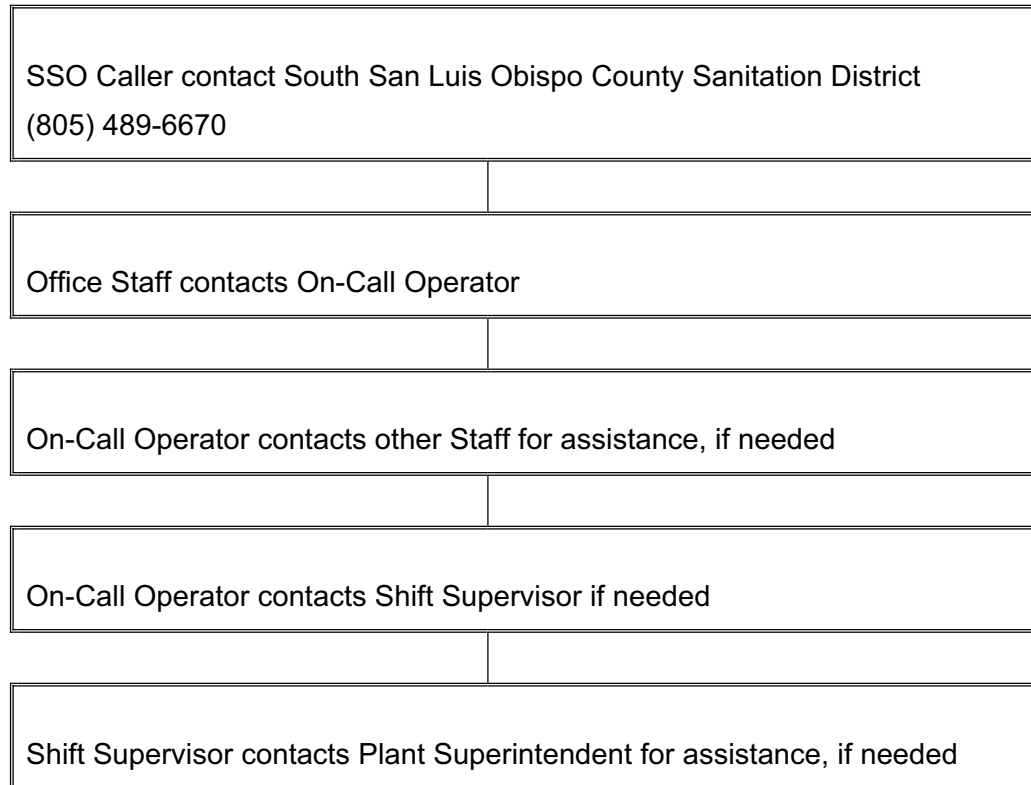 SSO Caller contact South San Luis Obispo County Sanitation District
(805) 489-6670
Office Staff contacts On-Call Operator
On-Call Operator contacts other Staff for assistance, if needed
On-Call Operator contacts Shift Supervisor if needed
Shift Supervisor contacts Plant Superintendent for assistance, if needed